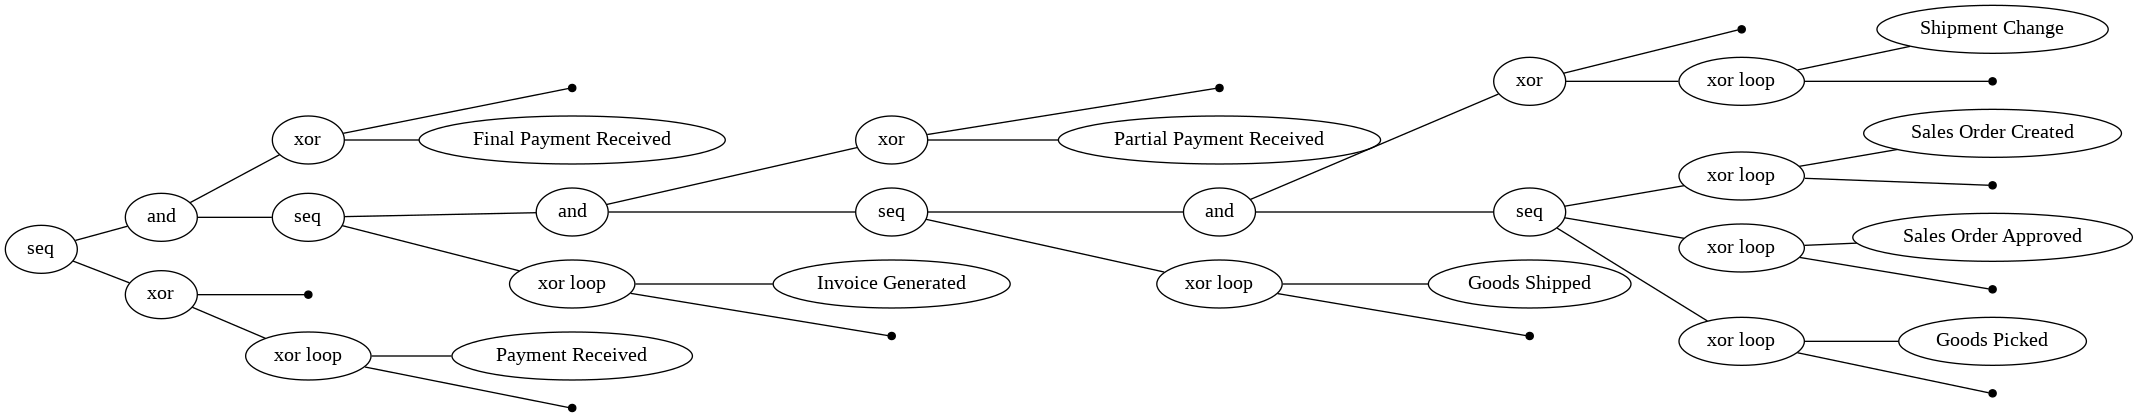 Shipment Change
xor
xor loop
Sales Order Created
xor
Final Payment Received
xor
Partial Payment Received
xor loop
and
seq
and
seq
and
seq
Sales Order Approved
xor loop
seq
xor
xor loop
Invoice Generated
xor loop
Goods Shipped
xor loop
Goods Picked
xor loop
Payment Received